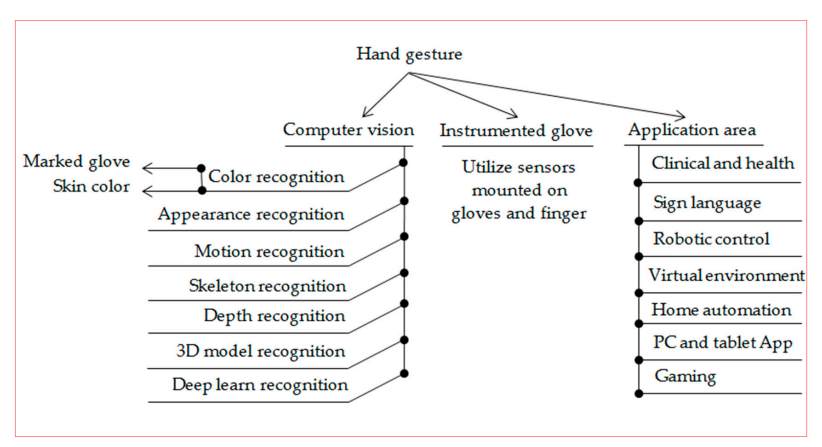 Hand gesture
Computer vision
Instrumented glove
Application area
Marked glove
Skin color
Color recognition
Appearance recognition
Motion recognition
Skeleton recognition
Depth recognition
3D model recognition
Deep learn recognition
Utilize sensors
mounted on
gloves and finger
Clinical and health
Sign language
Robotic control
Virtual environment
Home automation
PC and tablet App
Gaming